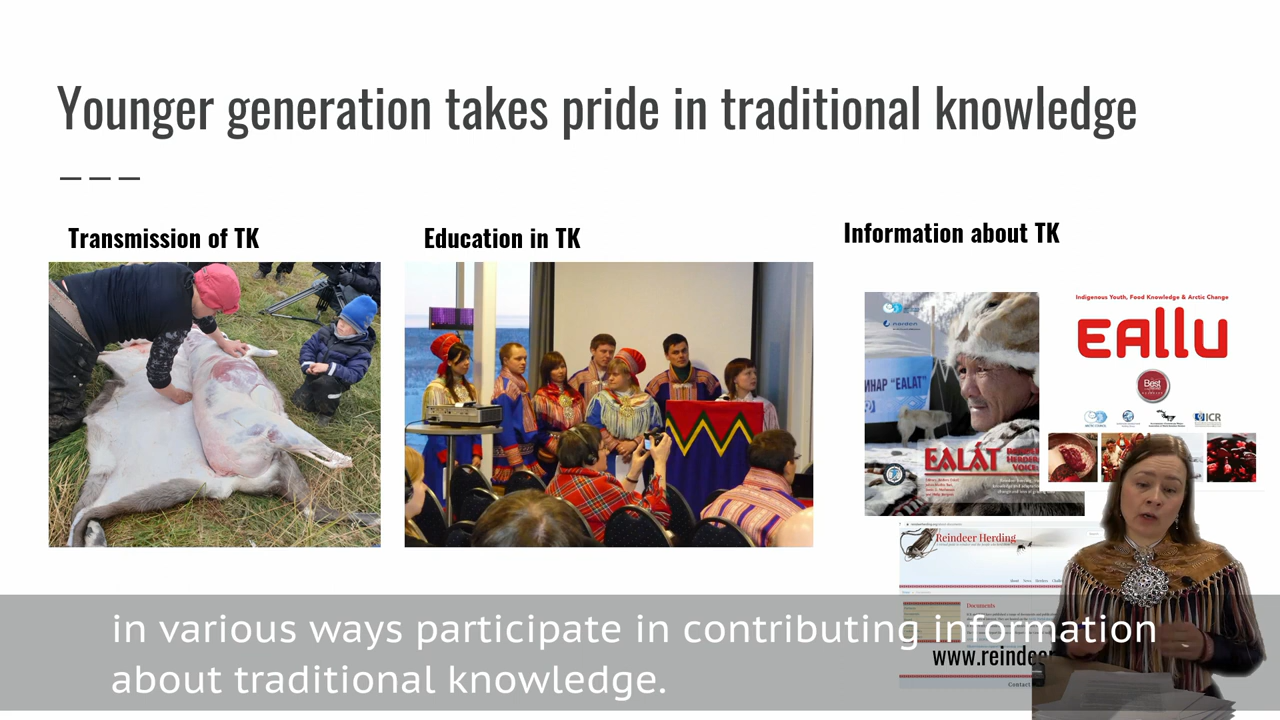 Younger generation takes pride in traditional knowledge
Transmission of TK
Education in TK
Information about TK
norden
ИНАР "EALAT"
EALÁT
Indigenous Youth, Food Knowledge & Arctic Change
EALLU
Best
ICR
Reindeer Herding
Documents
www.reindeer
Contact
in various ways participate in contributing information
about traditional knowledge.